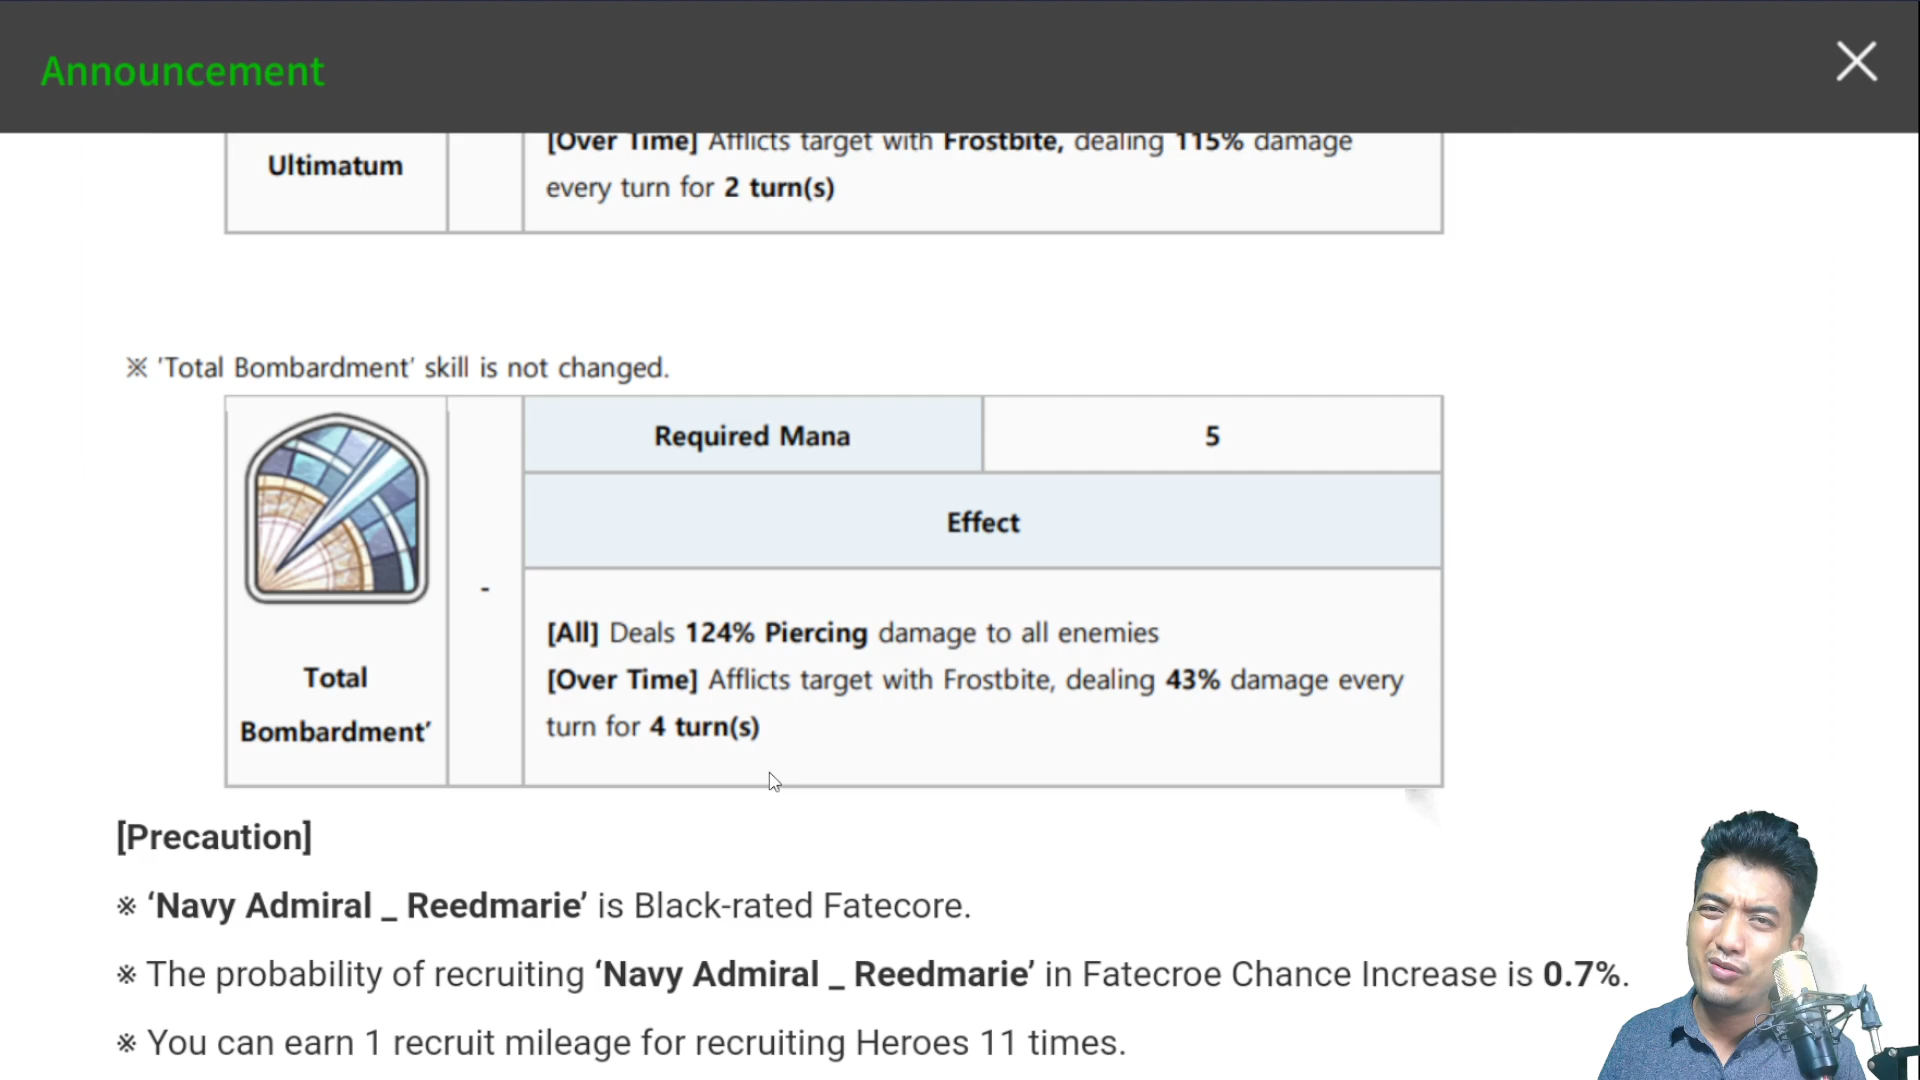 Announcement
Ultimatum
[Over Time] Afflicts target with Frostbite, dealing 115% damage
every turn for 2 turn(s)
※ 'Total Bombardment' skill is not changed.
Required Mana
5
Effect
-
Total
Bombardment'
[All] Deals 124% Piercing damage to all enemies
[Over Time] Afflicts target with Frostbite, dealing 43% damage every
turn for 4 turn(s)
[Precaution]
※ ‘Navy Admiral _ Reedmarie’ is Black-rated Fatecore.
※ The probability of recruiting ‘Navy Admiral _ Reedmarie’ in Fatecroe Chance Increase is 0.7%.
※ You can earn 1 recruit mileage for recruiting Heroes 11 times.